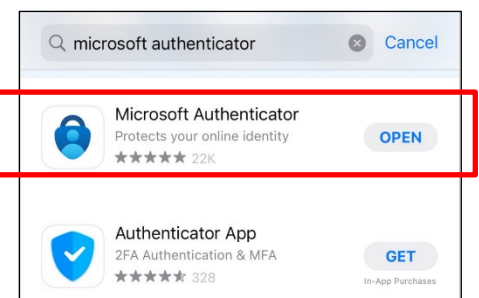 microsoft authenticator Cancel
Microsoft Authenticator
Protects your online identity
OPEN
22K
Authenticator App
2FA Authentication & MFA
GET
328
In-App Purchases